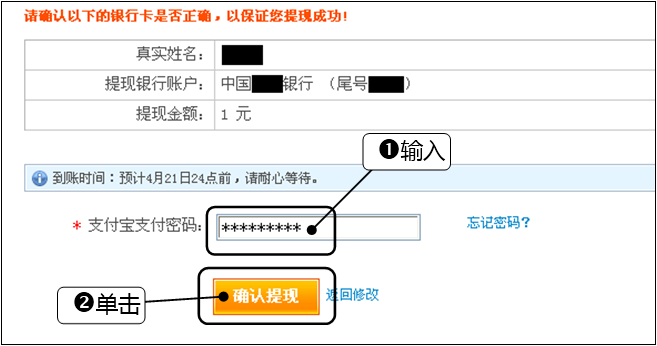 请确认以下的银行卡是否正确，以保证您提现成功!
真实姓名：
提现银行账户： 中国 银行 （尾号 ）
提现金额： 1 元
❶输入
到账时间：预计4月21日24点前，请耐心等待。
* 支付宝支付密码： ********* 忘记密码?
❷单击 确认提现 返回修改